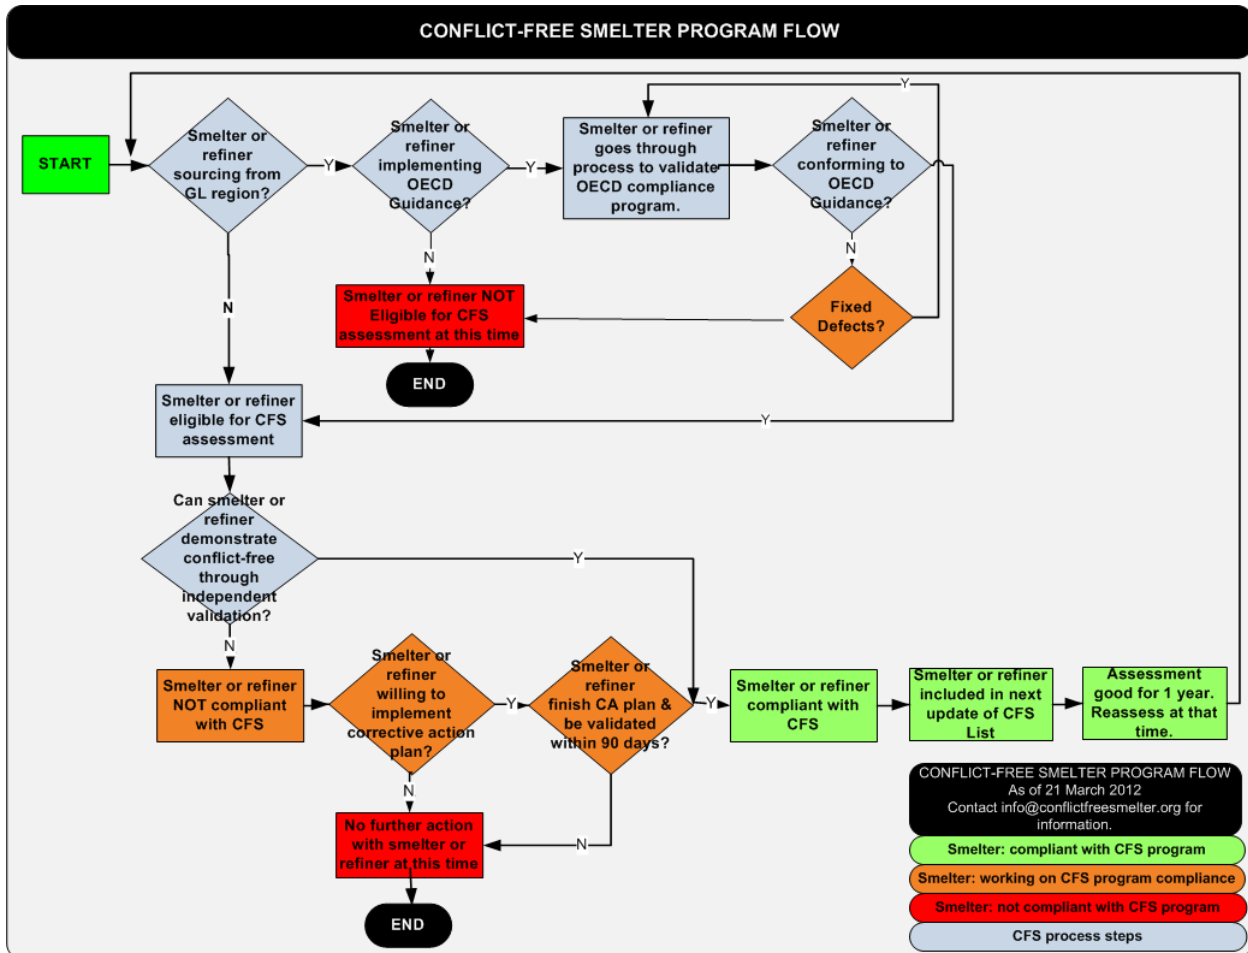 CONFLICT-FREE SMELTER PROGRAM FLOW
START
Smelter or
refiner
sourcing from
GL region?
Y
Smelter or
refiner
implementing
OECD
Guidance?
Y
Smelter or refiner
goes through
process to validate
OECD compliance
program.
Y
Smelter or
refiner
conforming to
OECD
Guidance?
N
N
N
Smelter or refiner NOT
Eligible for CFS
assessment at this time
Fixed
Defects?
END
Smelter or refiner
eligible for CFS
assessment
Y
Can smelter or
refiner
demonstrate
conflict-free
through
independent
validation?
Y
N
Smelter or refiner
NOT compliant
with CFS
Smelter or
refiner
willing to
implement
corrective action
plan?
Y
Smelter or
refiner
finish CA plan &
be validated
within 90 days?
Y
Smelter or refiner
compliant with
CFS
Smelter or refiner
included in next
update of CFS
List
Assessment
good for 1 year.
Reassess at that
time.
N
N
No further action
with smelter or
refiner at this time
END
CONFLICT-FREE SMELTER PROGRAM FLOW
As of 21 March 2012
Contact info@conflictfreesmelter.org for
information.
Smelter: compliant with CFS program
Smelter: working on CFS program compliance
Smelter: not compliant with CFS program
CFS process steps